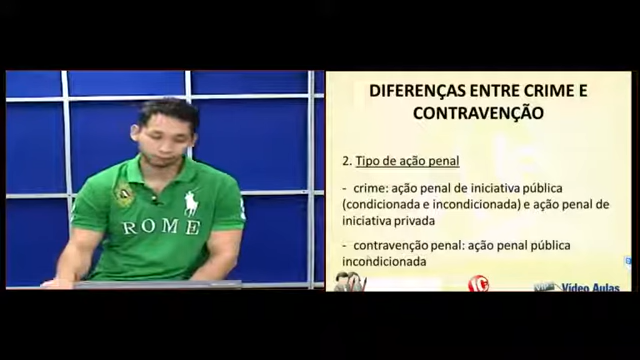 ROME
DIFERENÇAS ENTRE CRIME E
CONTRAVENÇÃO
2. Tipo de ação penal
- crime: ação penal de iniciativa pública
(condicionada e incondicionada) e ação penal de
iniciativa privada
- contravenção penal: ação penal pública
incondicionada
Vídeo Aulas